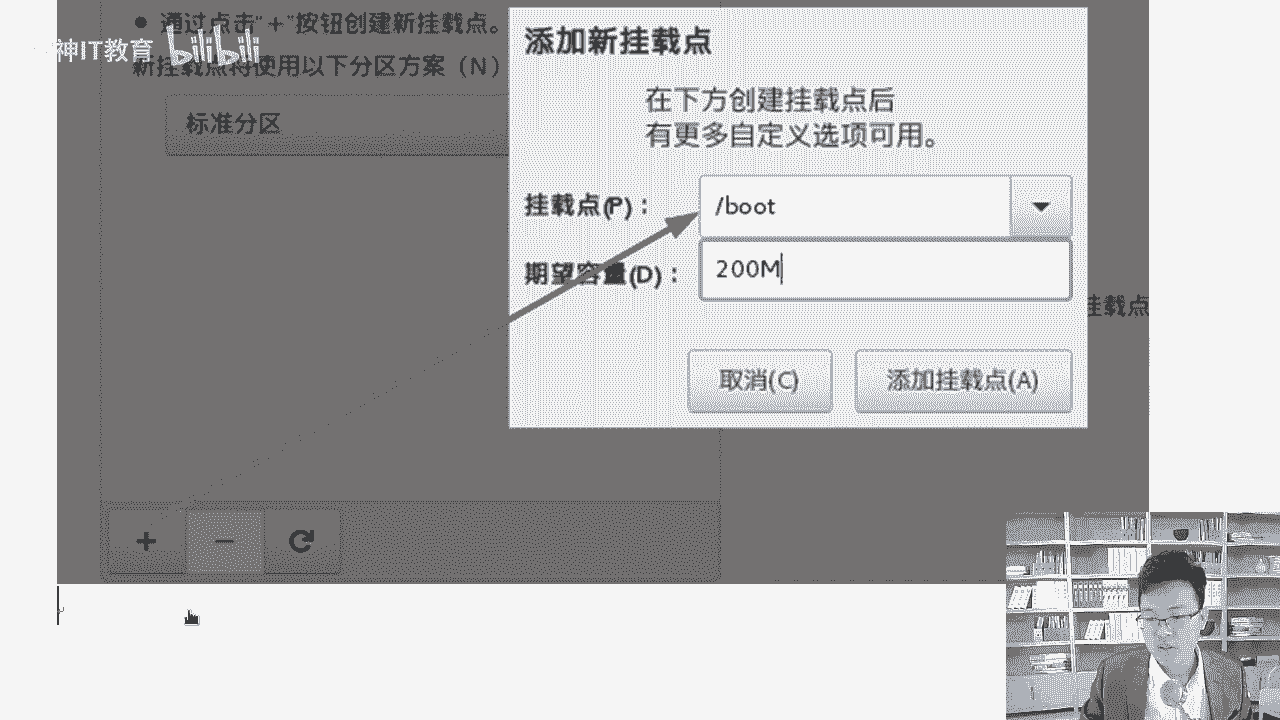 通过点击"+"按钮创建新挂载点。
神IT教育 bilibili
新挂载点将使用以下分区方案（N）
标准分区
添加新挂载点
在下方创建挂载点后
有更多自定义选项可用。
挂载点(P)：
/boot
期望容量(D)：
200M
挂载点
取消(C)
添加挂载点(A)
+
−